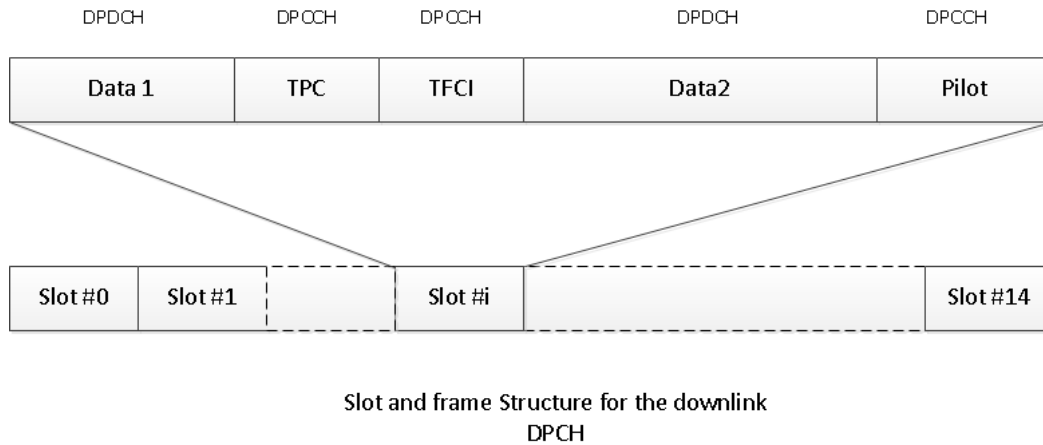 DPDCH DPCCH DPCCH DPDCH DPCCH
Data 1 TPC TFCI Data2 Pilot
Slot #0 Slot #1 Slot #i Slot #14
Slot and frame Structure for the downlink
DPCH